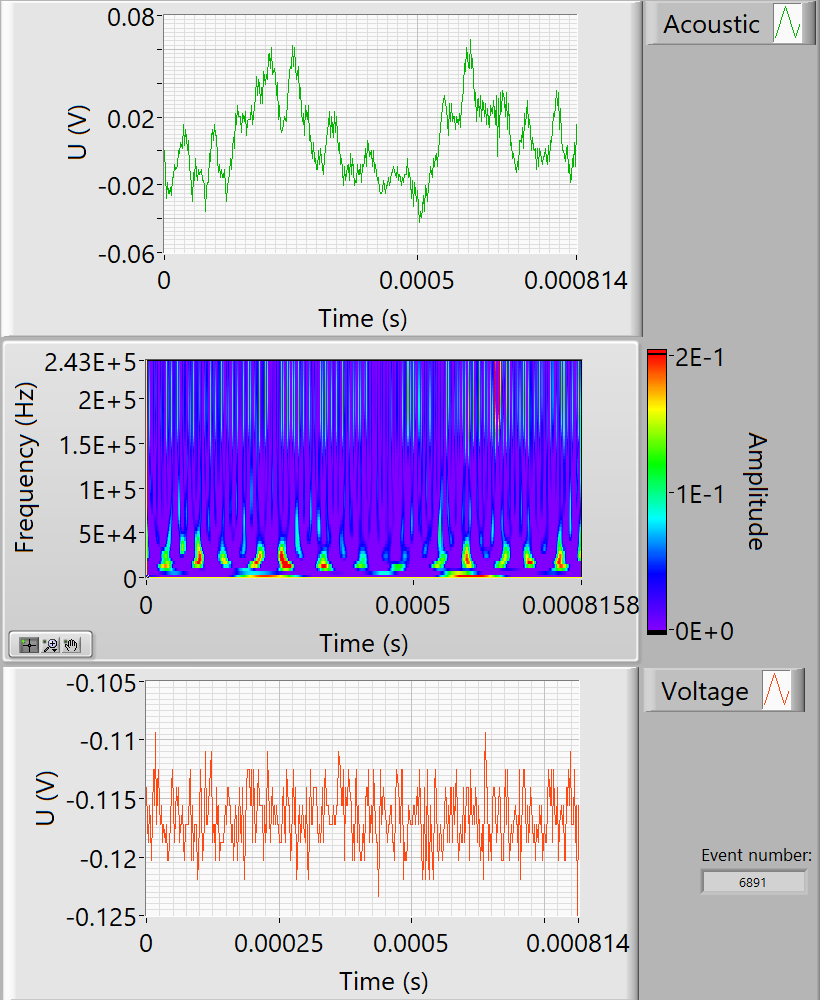 Acoustic
0.08
0.02
-0.02
-0.06
U (V)
0 0.0005 0.000814
Time (s)
2.43E+5
2E+5
1.5E+5
1E+5
5E+4
0
Frequency (Hz)
0 0.0005 0.0008158
Time (s)
2E-1
1E-1
0E+0
Amplitude
Voltage
-0.105
-0.11
-0.115
-0.12
-0.125
U (V)
0 0.00025 0.0005 0.000814
Time (s)
Event number:
6891